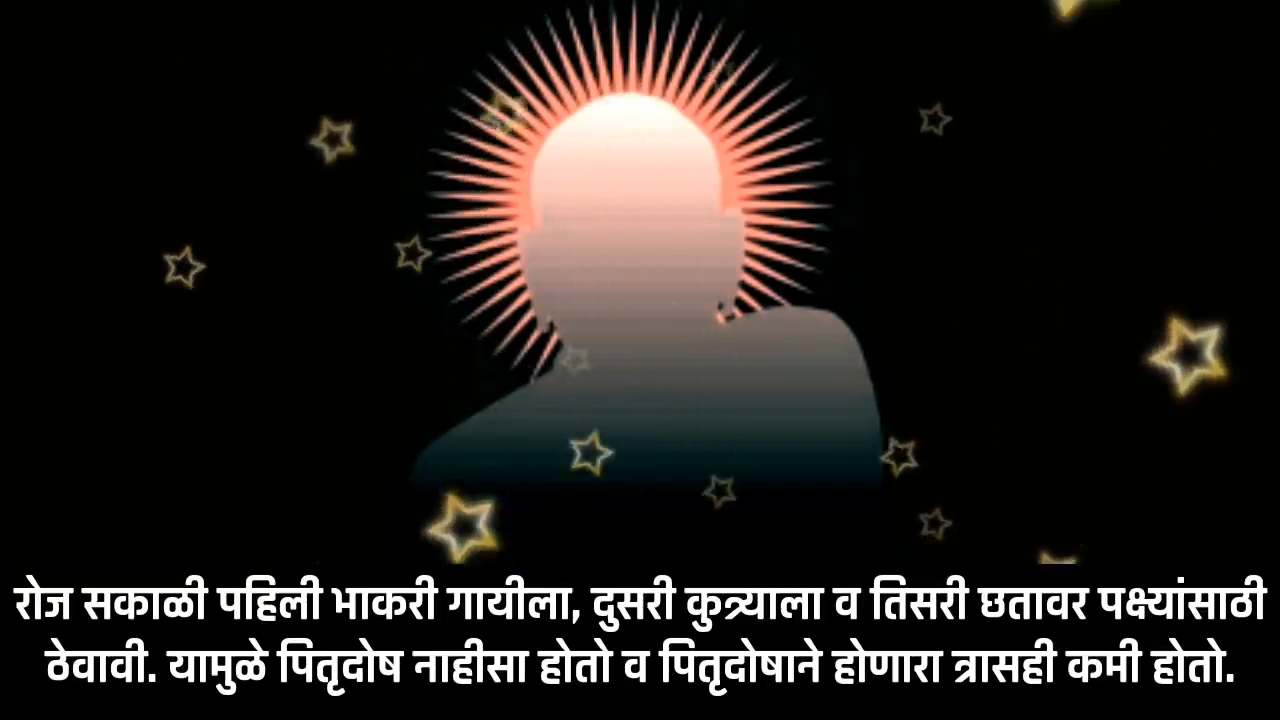 रोज सकाळी पहिली भाकरी गायीला, दुसरी कुत्र्याला व तिसरी छतावर पक्ष्यांसाठी
ठेवावी. यामुळे पितृदोष नाहीसा होतो व पितृदोषाने होणारा त्रासही कमी होतो.